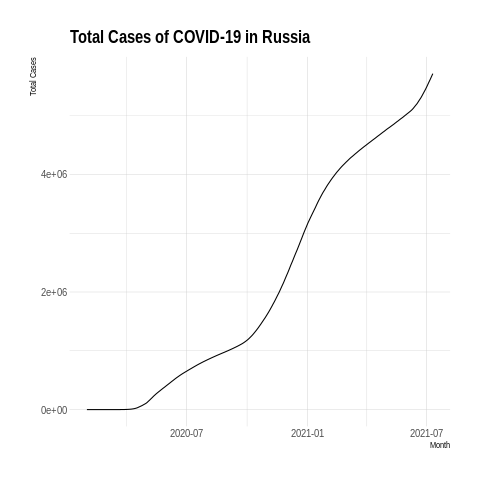 Total Cases of COVID-19 in Russia
Total Cases
4e+06
2e+06
0e+00
2020-07
2021-01
2021-07
Month